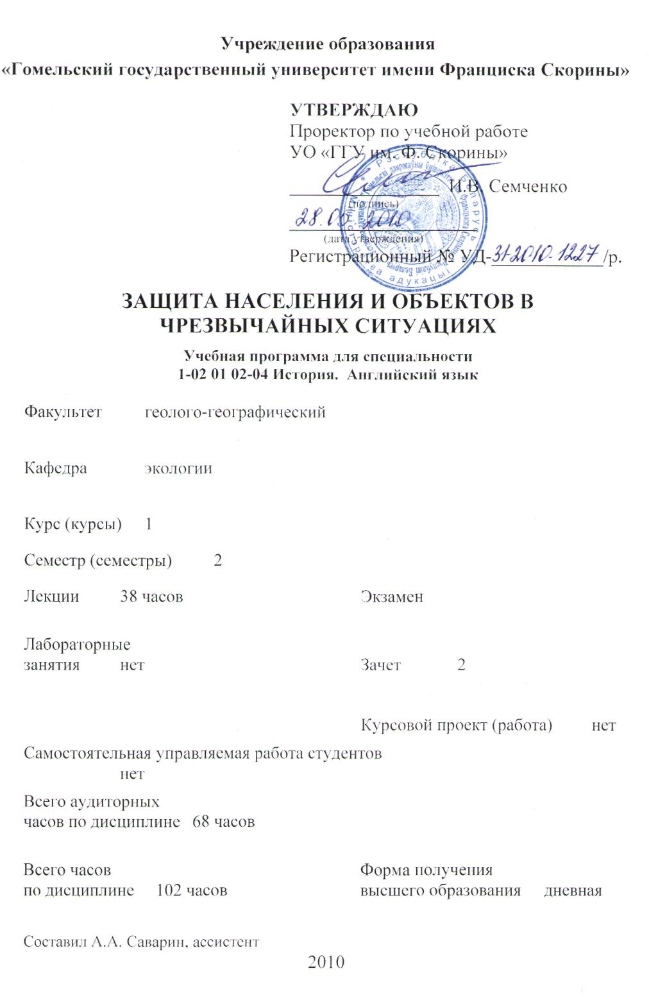 Учреждение образования
«Гомельский государственный университет имени Франциска Скорины»
УТВЕРЖДАЮ
Проректор по учебной работе
УО «ГГУ им. Ф. Скорины»
И.В. Семченко
(подпись)
28.05 2010
(дата утверждения)
Регистрационный № УД-31-2010-1227/р.
ЗАЩИТА НАСЕЛЕНИЯ И ОБЪЕКТОВ В
ЧРЕЗВЫЧАЙНЫХ СИТУАЦИЯХ
Учебная программа для специальности
1-02 01 02-04 История. Английский язык
Факультет геолого-географический
Кафедра экологии
Курс (курсы) 1
Семестр (семестры) 2
Лекции 38 часов Экзамен
Лабораторные
занятия нет Зачет 2
Курсовой проект (работа) нет
Самостоятельная управляемая работа студентов
нет
Всего аудиторных
часов по дисциплине 68 часов
Всего часов Форма получения
по дисциплине 102 часов высшего образования дневная
Составил А.А. Саварин, ассистент
2010